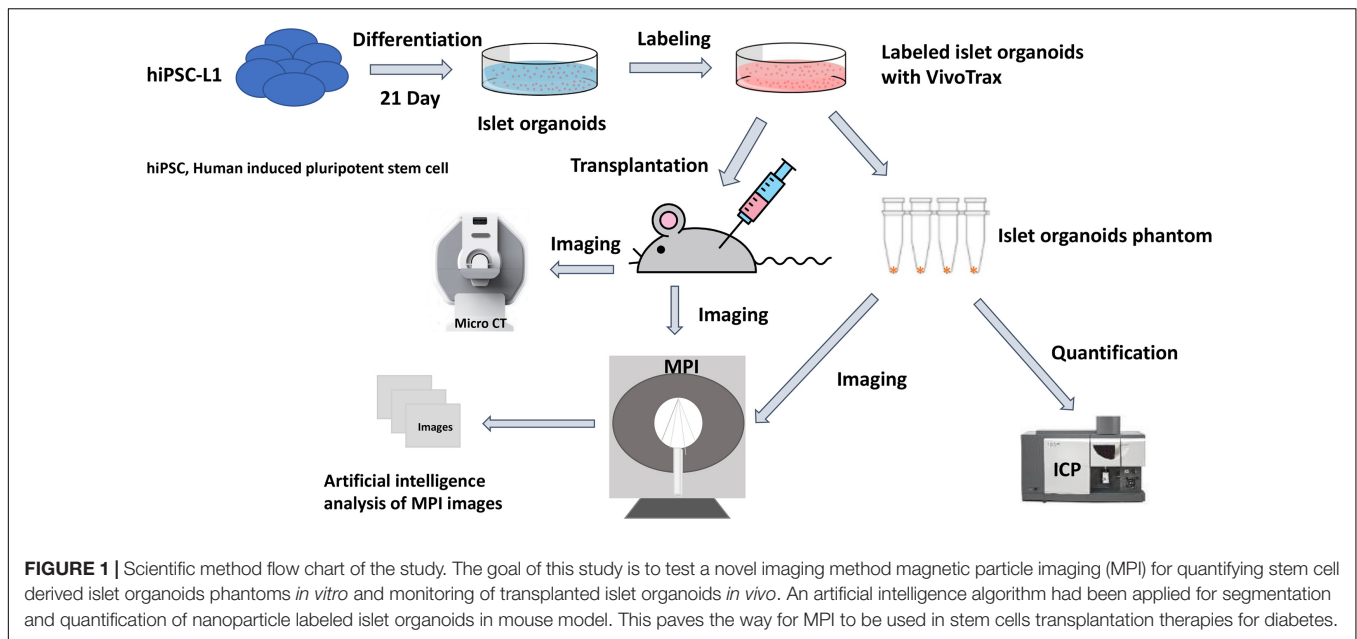 Differentiation
Labeling
hiPSC-L1
Labeled islet organoids
with VivoTrax
21 Day
Islet organoids
hiPSC, Human induced pluripotent stem cell
Transplantation
Islet organoids phantom
Imaging
Micro CT
Imaging
MPI
Quantification
Imaging
Images
ICP
Artificial intelligence
analysis of MPI images
FIGURE 1 | Scientific method flow chart of the study. The goal of this study is to test a novel imaging method magnetic particle imaging (MPI) for quantifying stem cell
derived islet organoids phantoms in vitro and monitoring of transplanted islet organoids in vivo. An artificial intelligence algorithm had been applied for segmentation
and quantification of nanoparticle labeled islet organoids in mouse model. This paves the way for MPI to be used in stem cells transplantation therapies for diabetes.